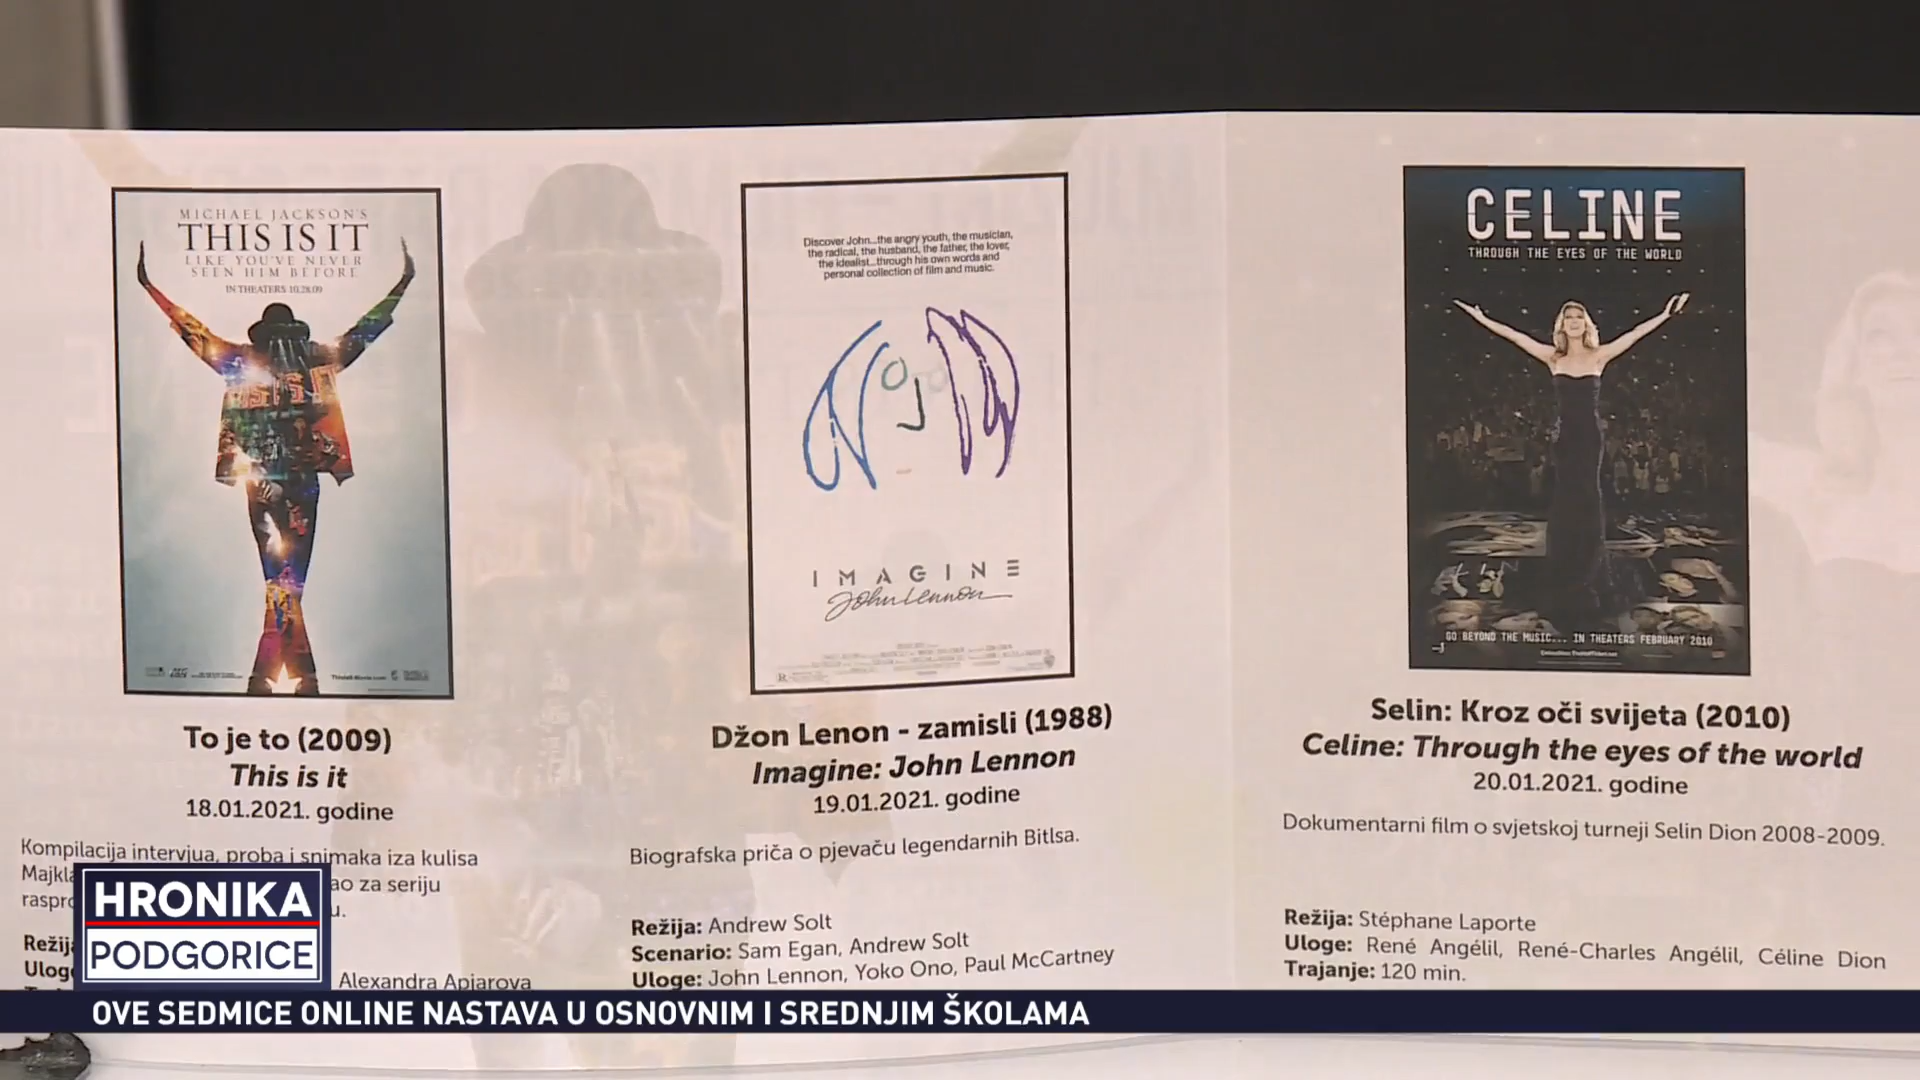 MICHAEL JACKSON'S
THIS IS IT
LIKE YOU'VE NEVER
SEEN HIM BEFORE
IN THEATERS 10.28.09
To je to (2009)
This is it
18.01.2021. godine
Kompilacija intervjua, proba i snimaka iza kulisa
ao za seriju
u.
Alexandra Apjarova
Discover John...the angry youth, the musician,
the radical, the husband, the father, the lover,
the idealist...through his own words and
personal collection of film and music.
IMAGINE
John Lennon
Džon Lenon - zamisli (1988)
Imagine: John Lennon
19.01.2021. godine
Biografska priča o pjevaču legendarnih Bitlsa.
Režija: Andrew Solt
Scenario: Sam Egan, Andrew Solt
Uloge: John Lennon, Yoko Ono, Paul McCartney
CELINE
THROUGH THE EYES OF THE WORLD
GO BEYOND THE MUSIC... IN THEATERS FEBRUARY 2010
Selin: Kroz oči svijeta (2010)
Celine: Through the eyes of the world
20.01.2021. godine
Dokumentarni film o svjetskoj turneji Selin Dion 2008-2009.
Režija: Stéphane Laporte
Uloge: René Angélil, René-Charles Angélil, Céline Dion
Trajanje: 120 min.
HRONIKA
PODGORICE
OVE SEDMICE ONLINE NASTAVA U OSNOVNIM I SREDNJIM ŠKOLAMA